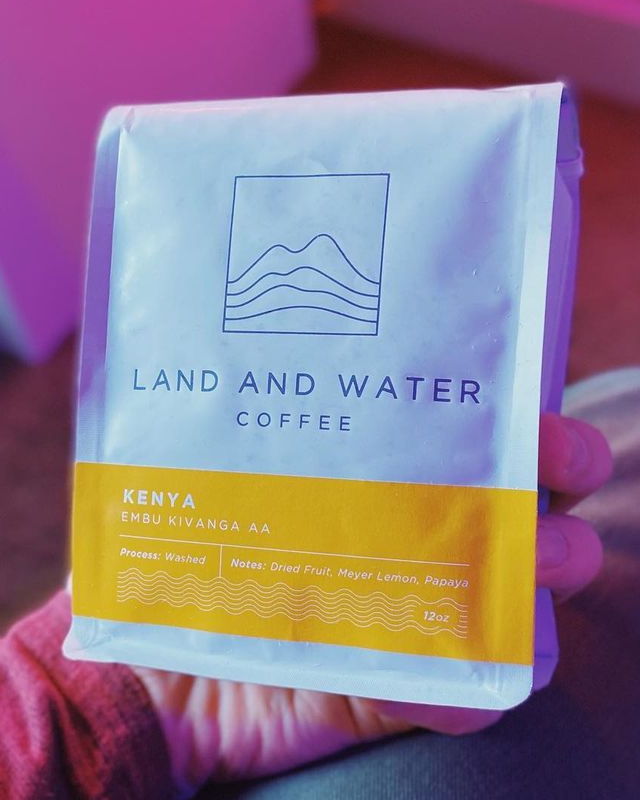 LAND AND WATER
COFFEE
KENYA
EMBU KIVANGA AA
Process: Washed
Notes: Dried Fruit, Meyer Lemon, Papaya
12oz